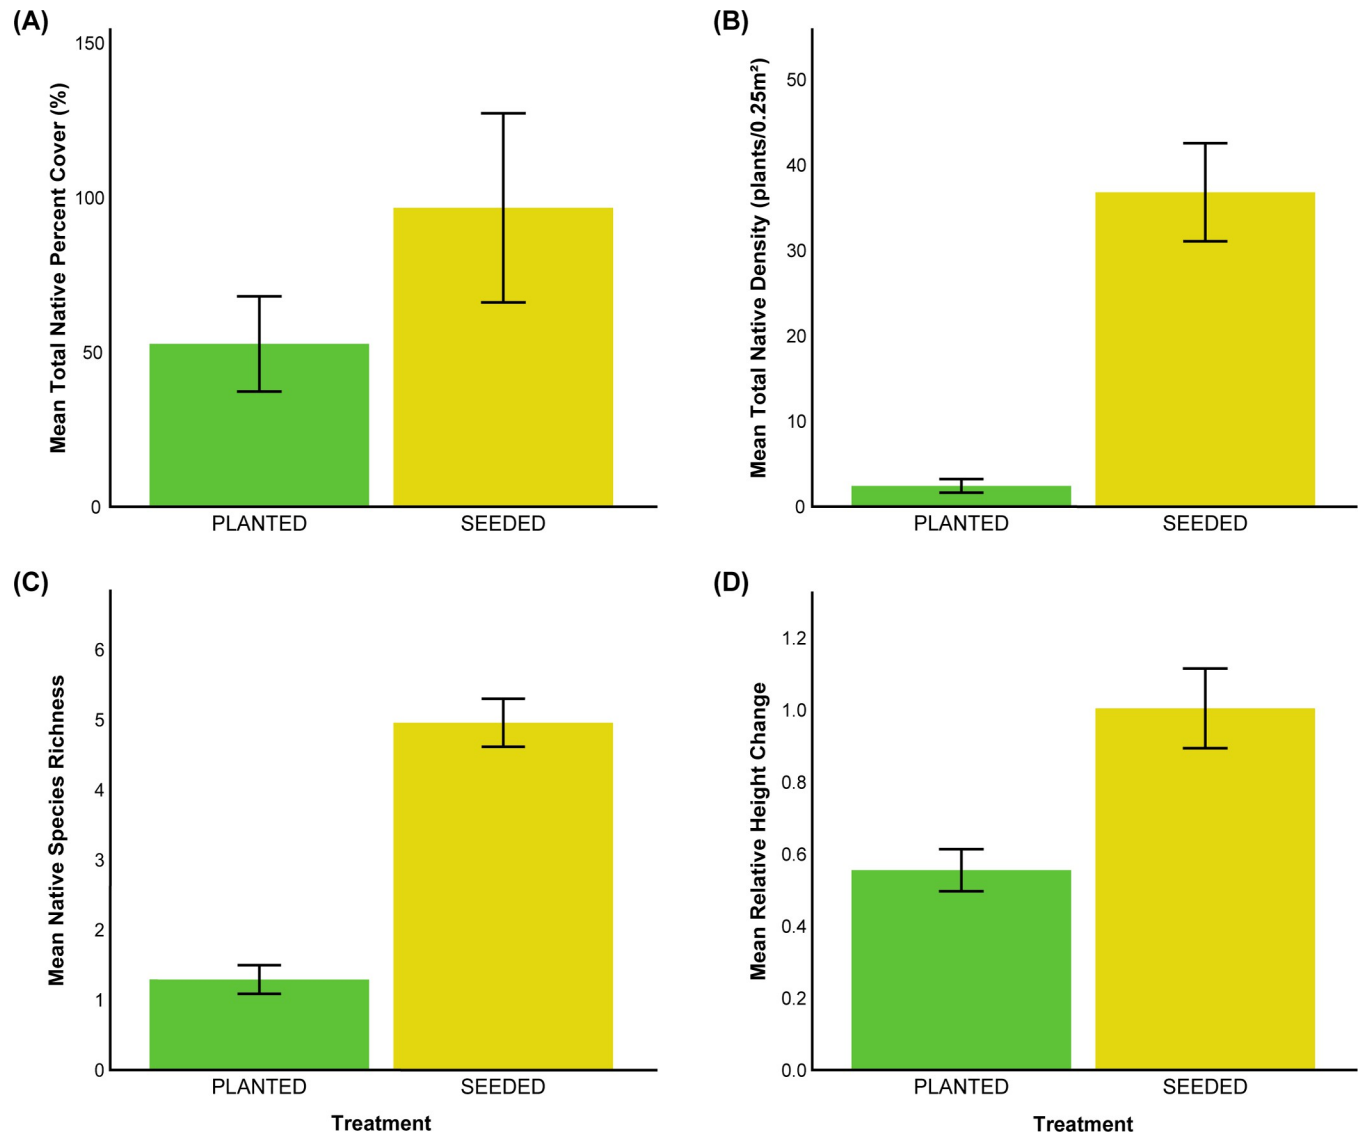 (A)
Mean Total Native Percent Cover (%)
150
100
50
0
PLANTED
SEEDED
(B)
Mean Total Native Density (plants/0.25m²)
50
40
30
20
10
0
PLANTED
SEEDED
(C)
Mean Native Species Richness
6
5
4
3
2
1
0
PLANTED
SEEDED
Treatment
(D)
Mean Relative Height Change
1.2
1.0
0.8
0.6
0.4
0.2
0.0
PLANTED
SEEDED
Treatment